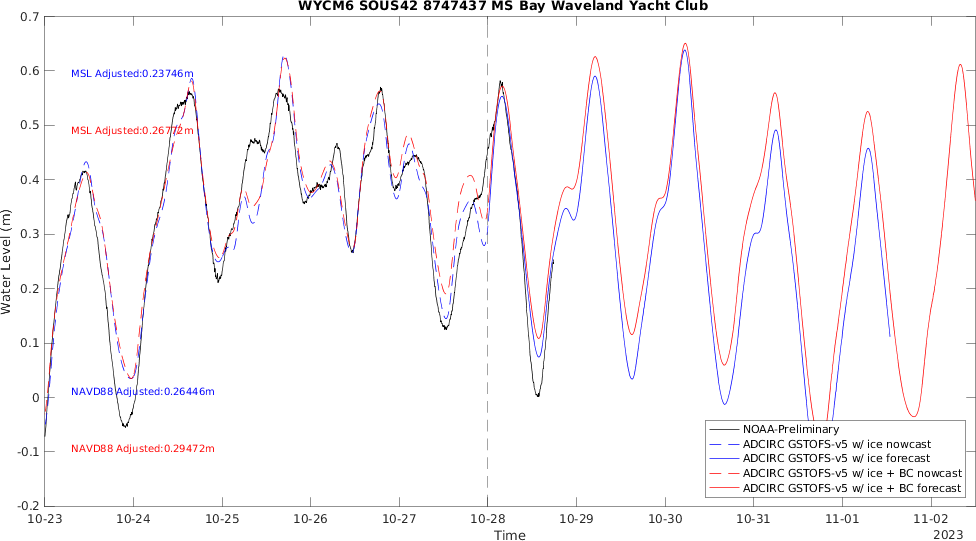 WYCM6 SOUS42 8747437 MS Bay Waveland Yacht Club
0.7
0.6
0.5
0.4
0.3
0.2
0.1
0
-0.1
-0.2
Water Level (m)
MSL Adjusted:0.23746m
MSL Adjusted:0.26772m
NAVD88 Adjusted:0.26446m
NAVD88 Adjusted:0.29472m
NOAA-Preliminary
ADCIRC GSTOFS-v5 w/ ice nowcast
ADCIRC GSTOFS-v5 w/ ice forecast
ADCIRC GSTOFS-v5 w/ ice + BC nowcast
ADCIRC GSTOFS-v5 w/ ice + BC forecast
10-23 10-24 10-25 10-26 10-27 10-28 10-29 10-30 10-31 11-01 11-02
Time 2023